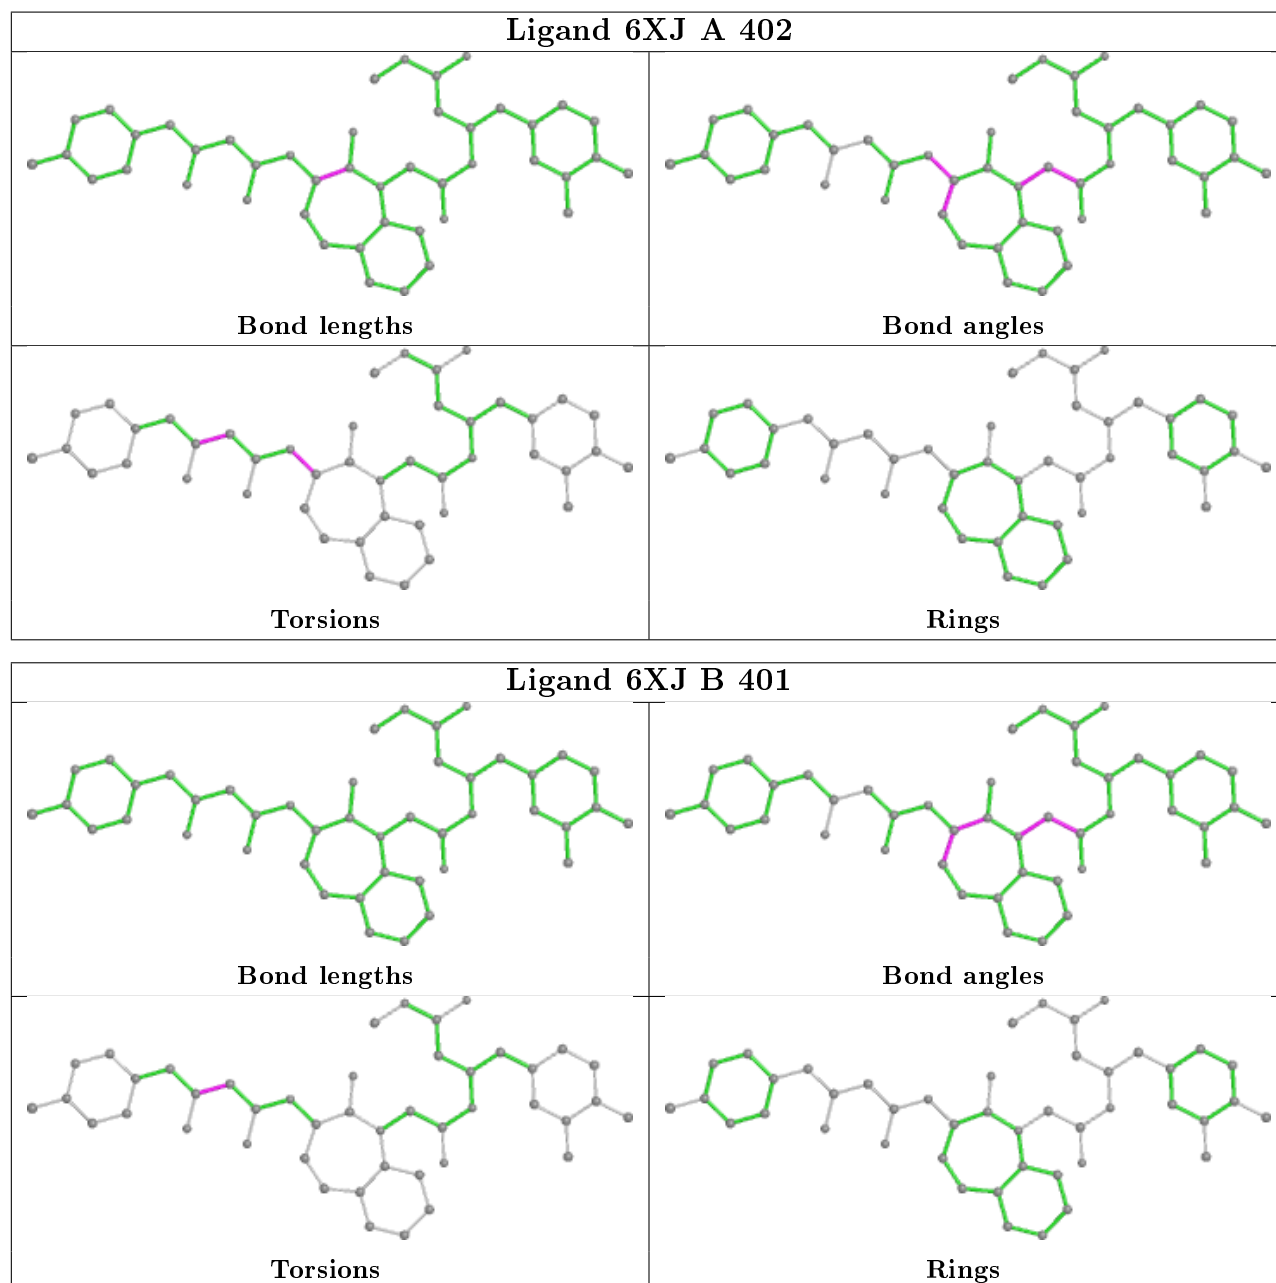 Ligand 6XJ A 402
Bond lengths
Bond angles
Torsions
Rings
Ligand 6XJ B 401
Bond lengths
Bond angles
Torsions
Rings